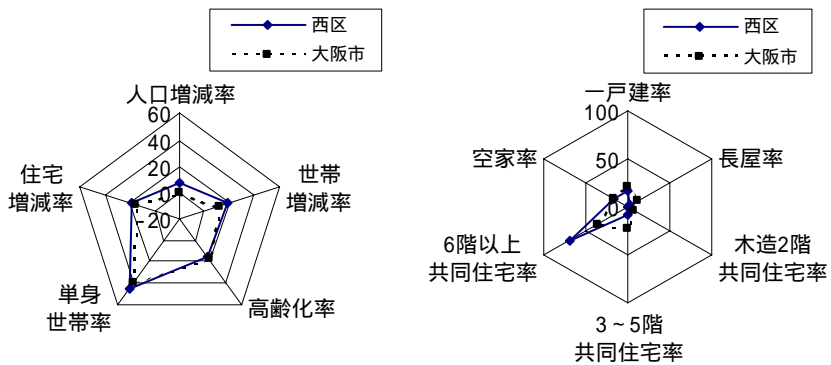 西区
大阪市
人口増減率
60
40
20
0
-20
世帯
増減率
高齢化率
単身
世帯率
住宅
増減率
西区
大阪市
一戸建率
100
50
0
長屋率
木造2階
共同住宅率
3~5階
共同住宅率
6階以上
共同住宅率
空家率